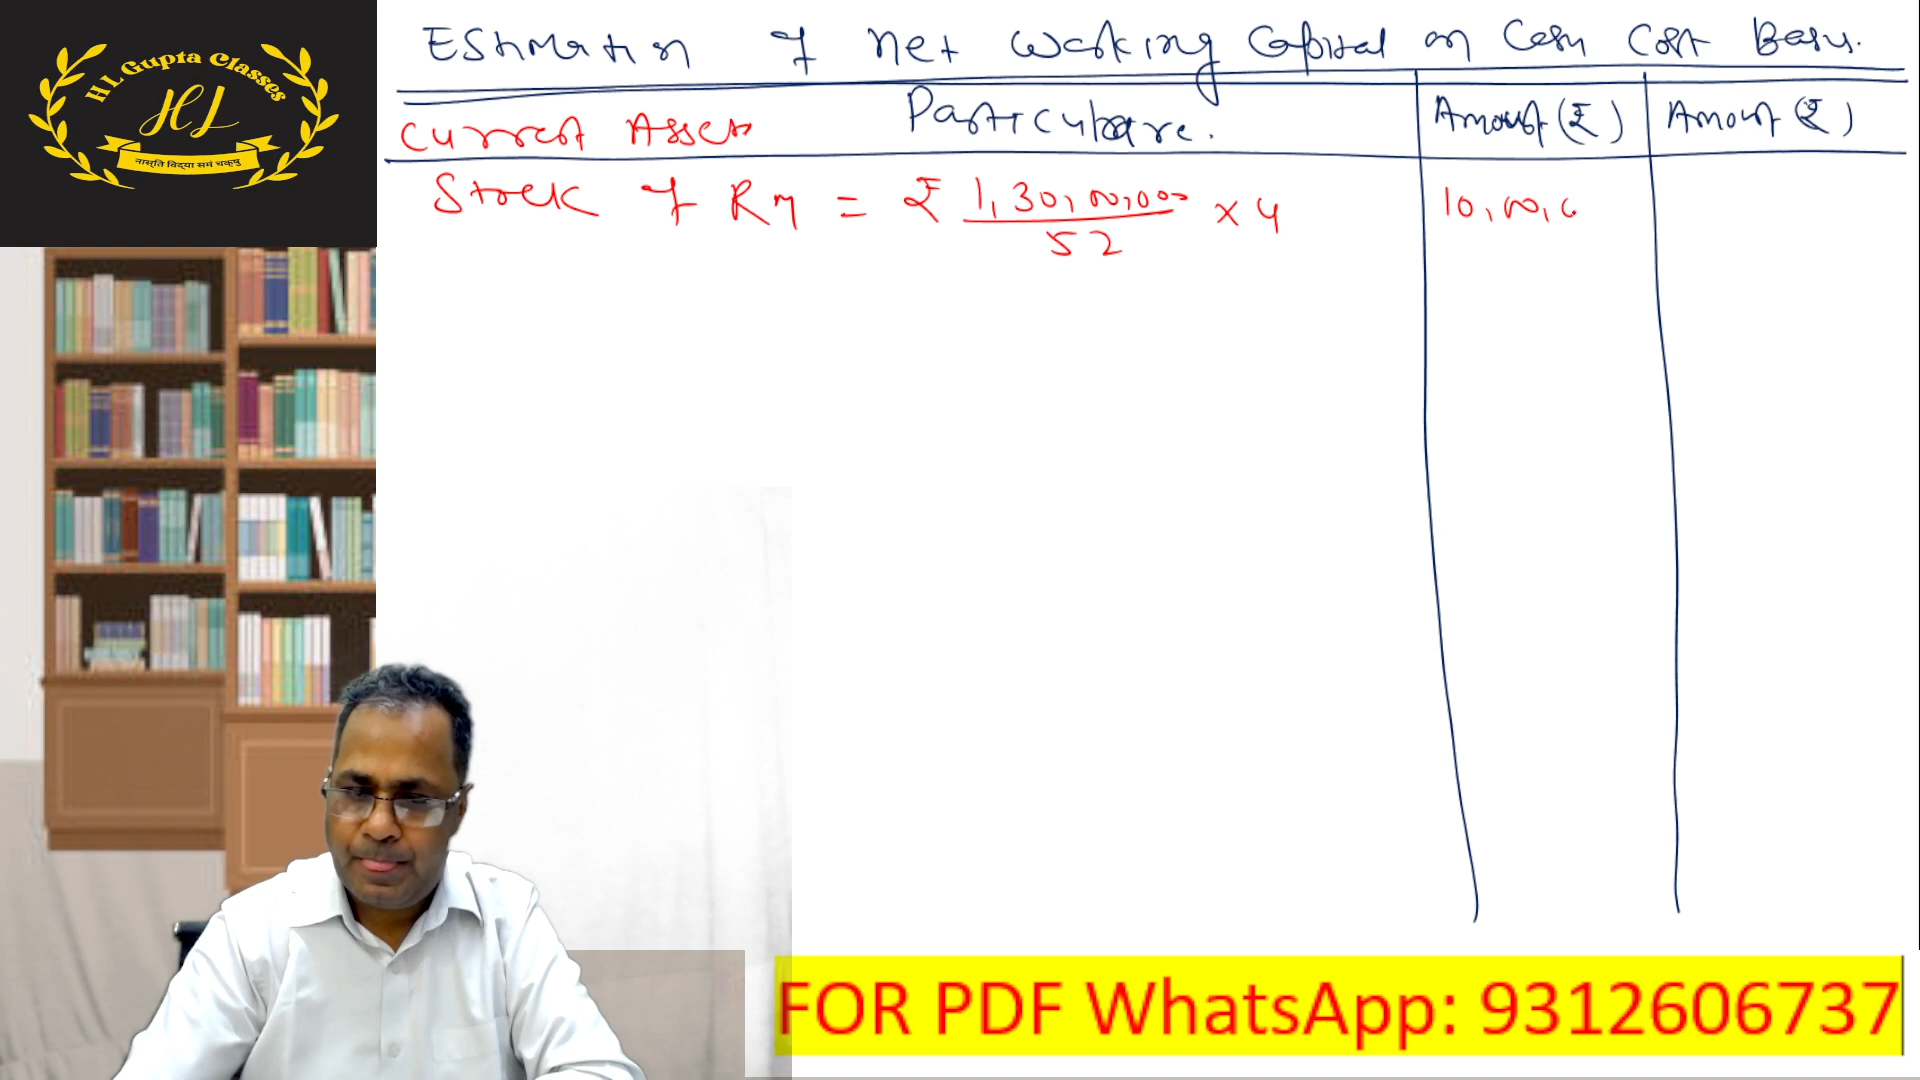 HL Gupta Classes
HL
नास्ति विद्या समं चक्षु
Estimation of Net Working Capital on Cash Cost Basis.
Particulars. Amount (₹) Amount (₹)
Current Assets
Stock of RM = ₹ 1,30,00,000 / 52 × 4 10,00,0
FOR PDF WhatsApp: 9312606737